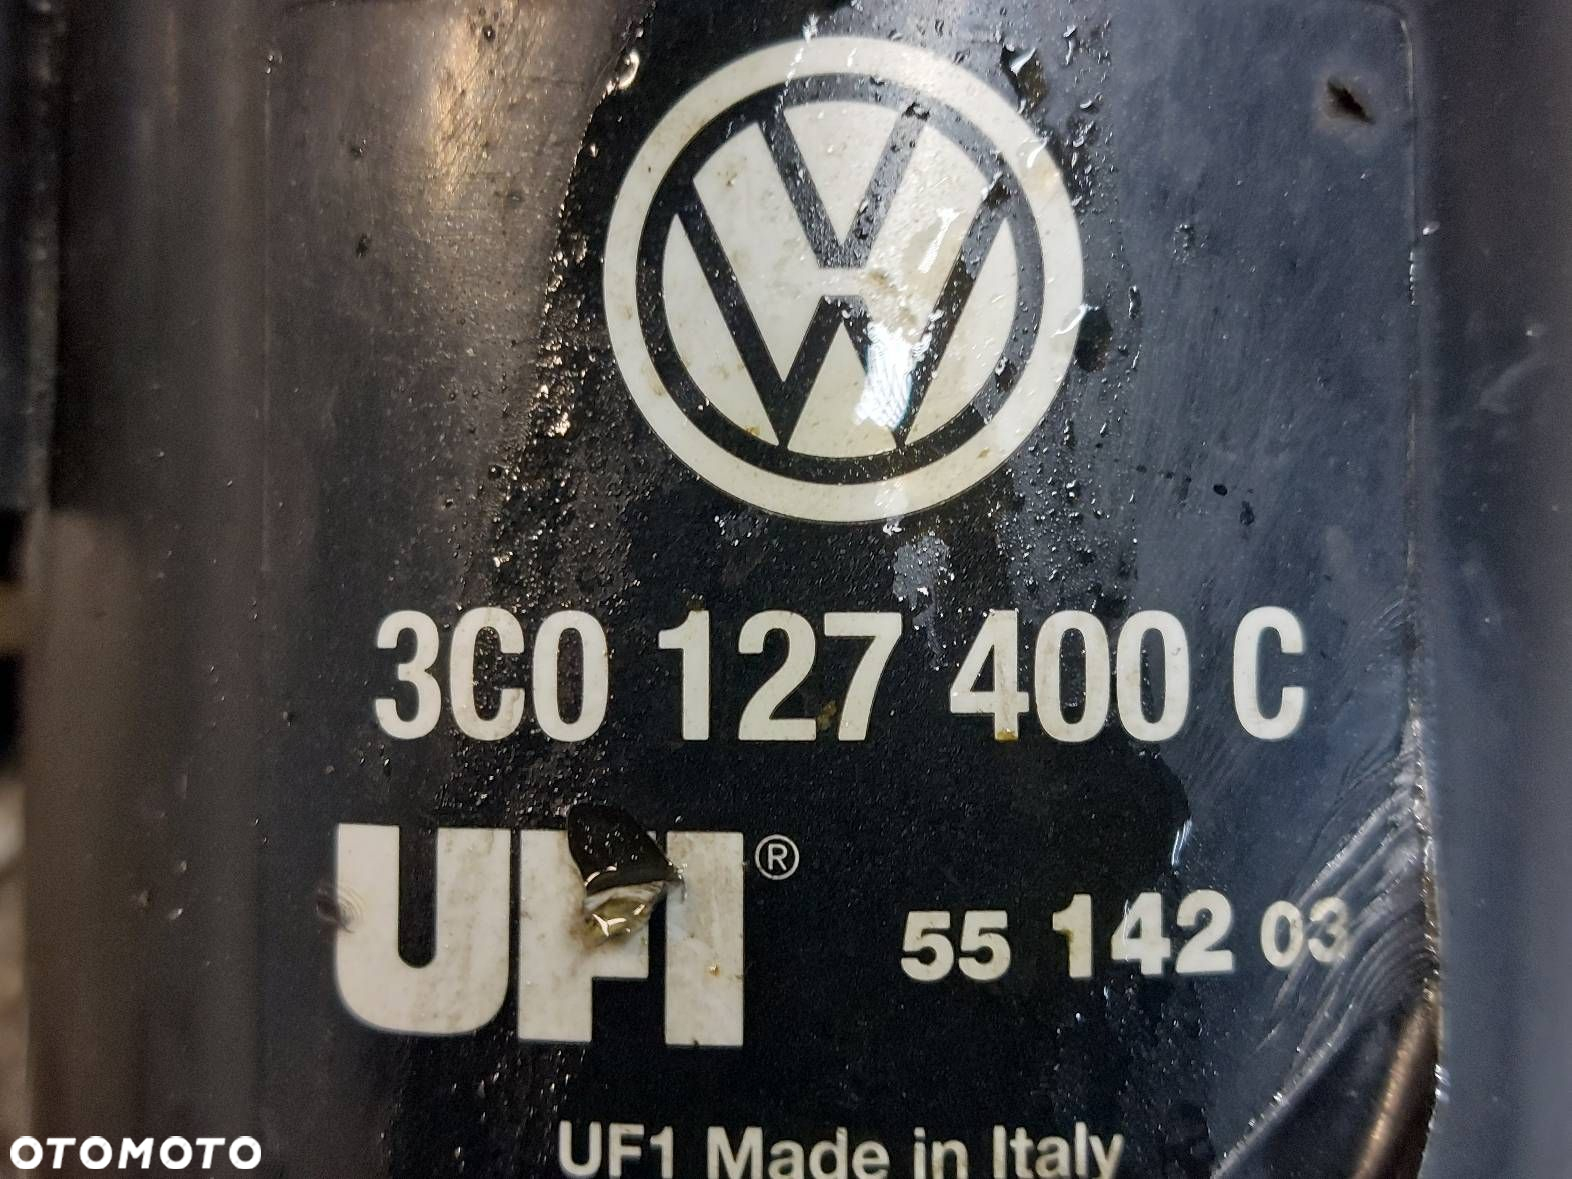 3C0 127 400 C
UFI ®
55 142 03
UF1 Made in Italy
OTOMOTO